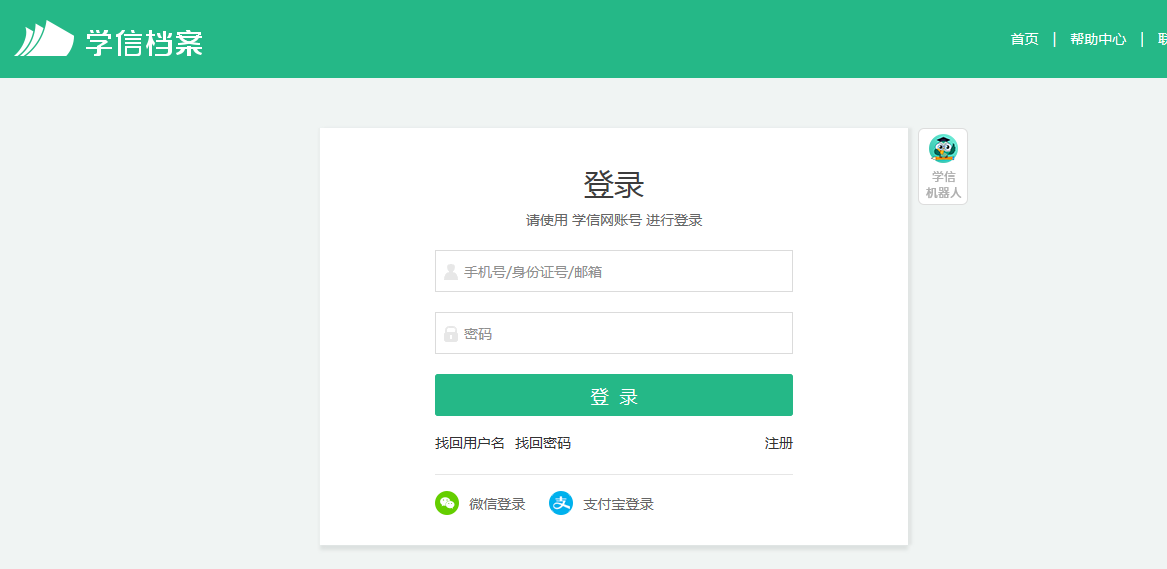 学信档案
首页 | 帮助中心 | 联
登录
请使用 学信网账号 进行登录
手机号/身份证号/邮箱
密码
登 录
找回用户名 找回密码 注册
微信登录 支付宝登录
学信
机器人